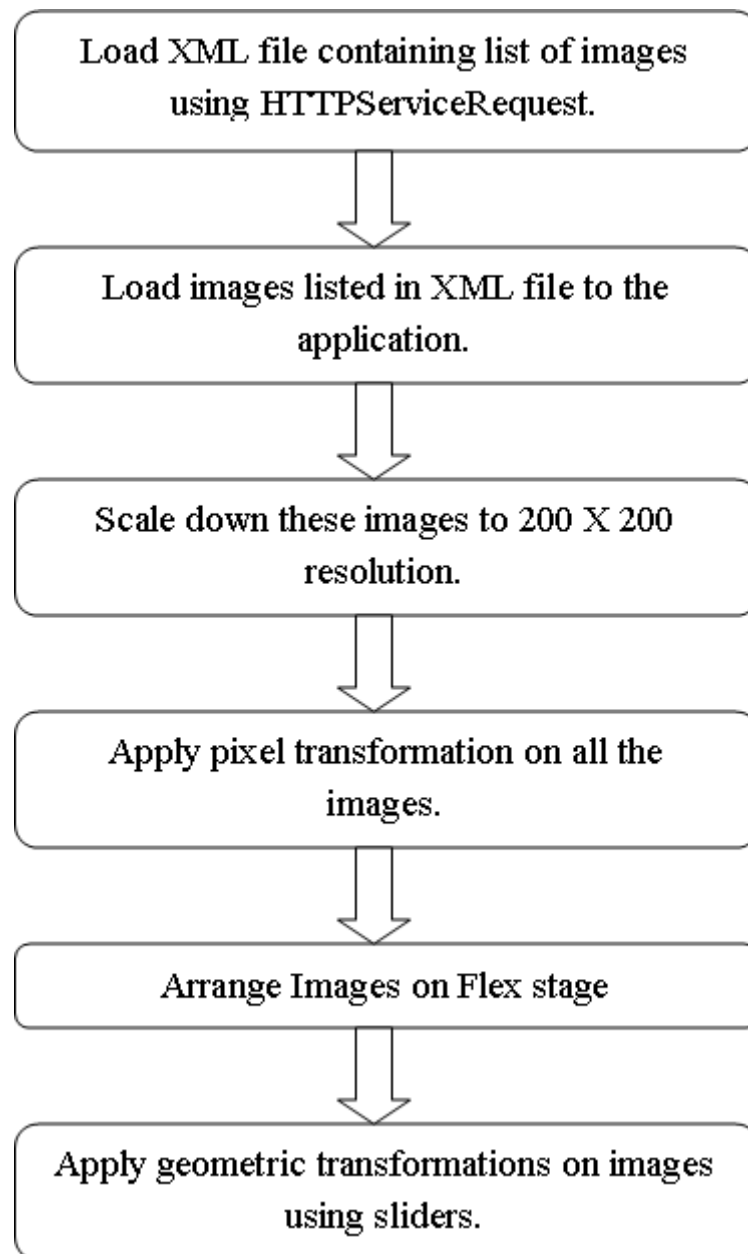 Load XML file containing list of images
using HTTPServiceRequest.
Load images listed in XML file to the
application.
Scale down these images to 200 X 200
resolution.
Apply pixel transformation on all the
images.
Arrange Images on Flex stage
Apply geometric transformations on images
using sliders.